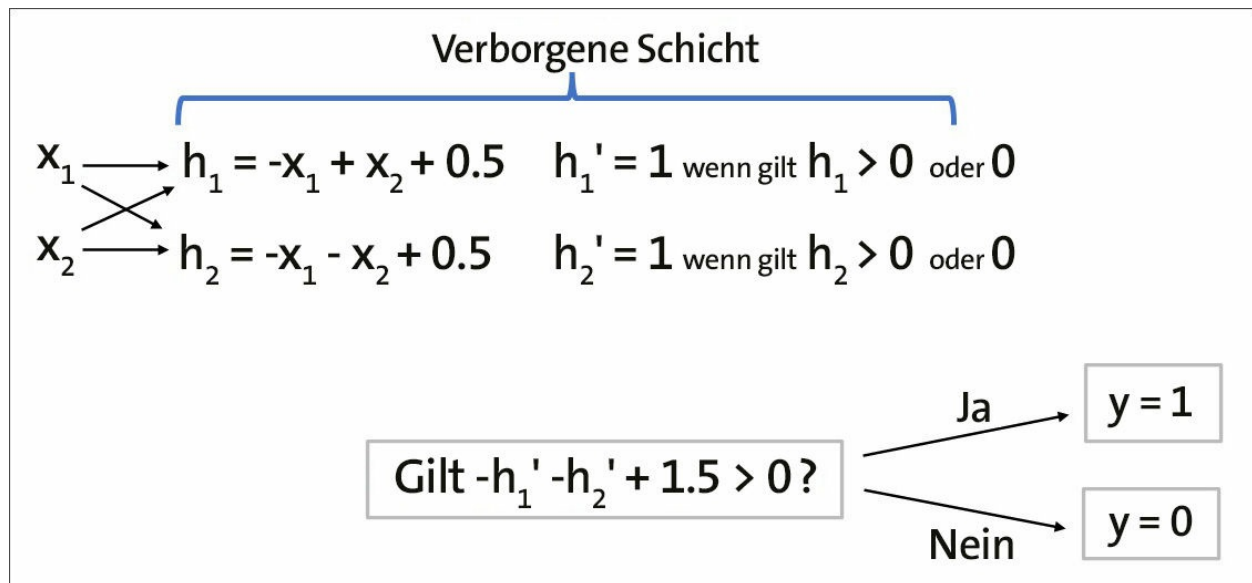 Verborgene Schicht
x₁ h₁ = -x₁ + x₂ + 0.5 h₁' = 1 wenn gilt h₁ > 0 oder 0
x₂ h₂ = -x₁ - x₂ + 0.5 h₂' = 1 wenn gilt h₂ > 0 oder 0
Ja
y = 1
Gilt -h₁' -h₂' + 1.5 > 0 ?
Nein
y = 0